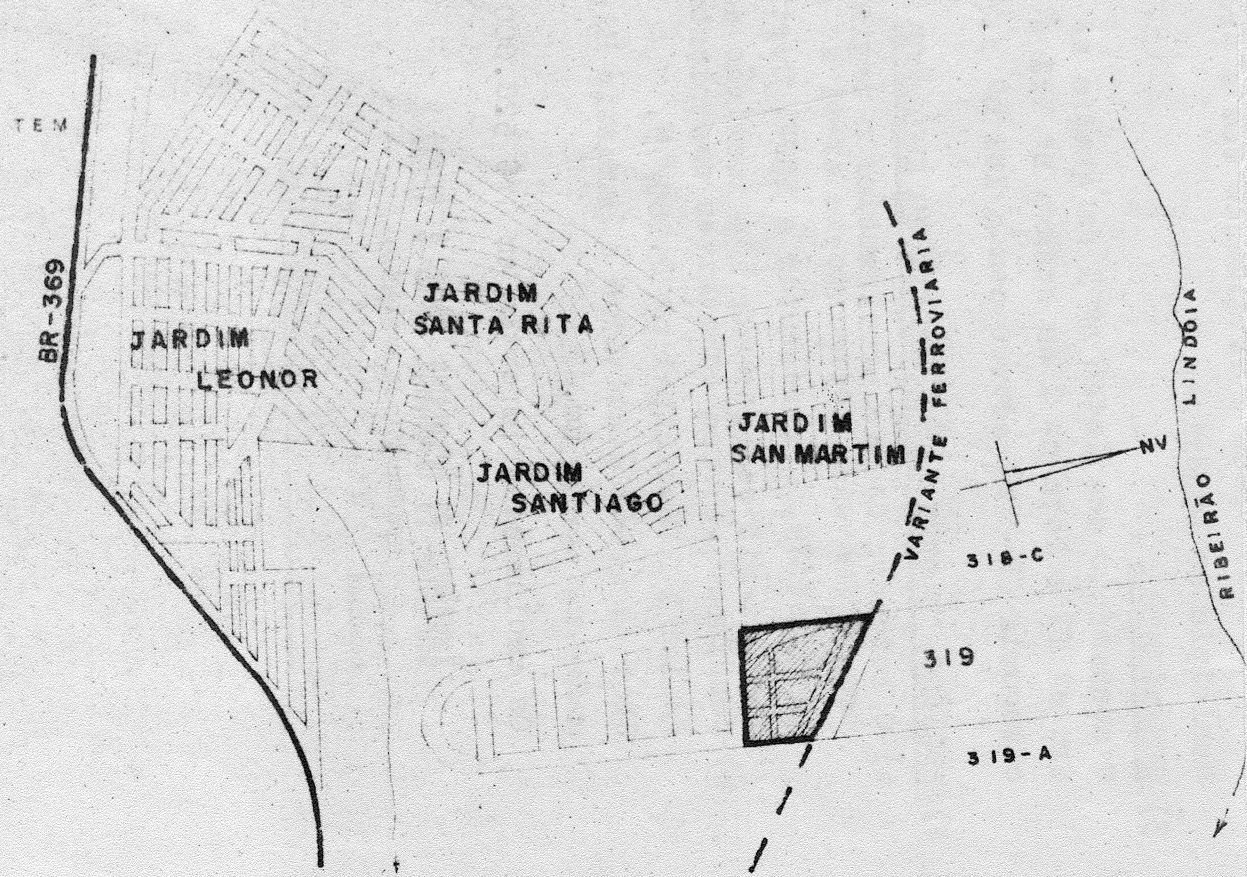 TEM
BR-369
JARDIM
LEONOR
JARDIM
SANTA RITA
JARDIM
SANTIAGO
JARDIM
SAN MARTIM
VARIANTE FERROVIARIA
NV
RIBEIRÃO LINDÓIA
318-C
319
319-A